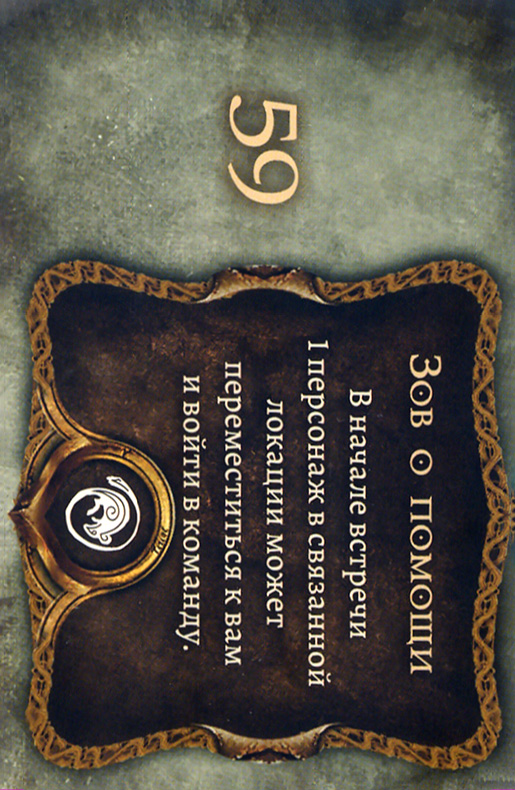 59
Зов о помощи
В начале встречи
1 персонаж в связанной
локации может
переместиться к вам
и войти в команду.